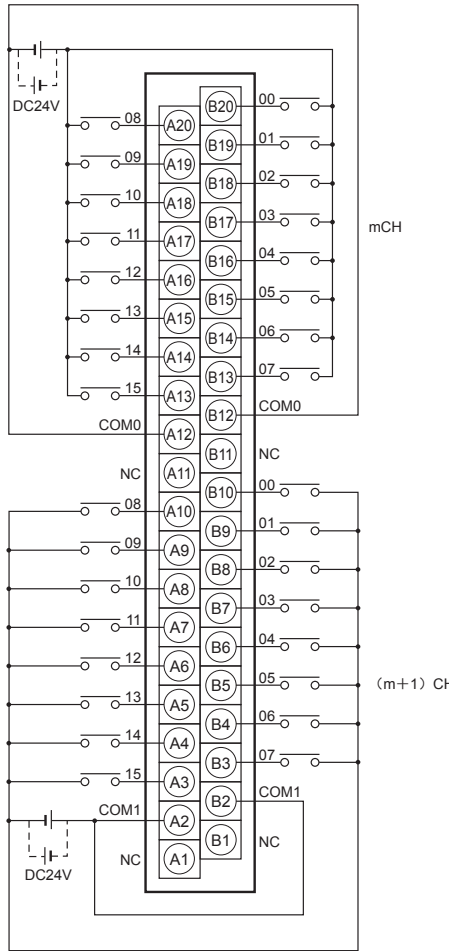 DC24V
08 A20 B20 00
09 A19 B19 01
10 A18 B18 02
11 A17 B17 03
12 A16 B16 04
13 A15 B15 05
14 A14 B14 06
15 A13 B13 07
COM0 A12 B12 COM0
NC A11 B11 NC
mCH
08 A10 B10 00
09 A9 B9 01
10 A8 B8 02
11 A7 B7 03
12 A6 B6 04
13 A5 B5 05
14 A4 B4 06
15 A3 B3 07
COM1 A2 B2 COM1
NC A1 B1 NC
(m+1) CH
DC24V